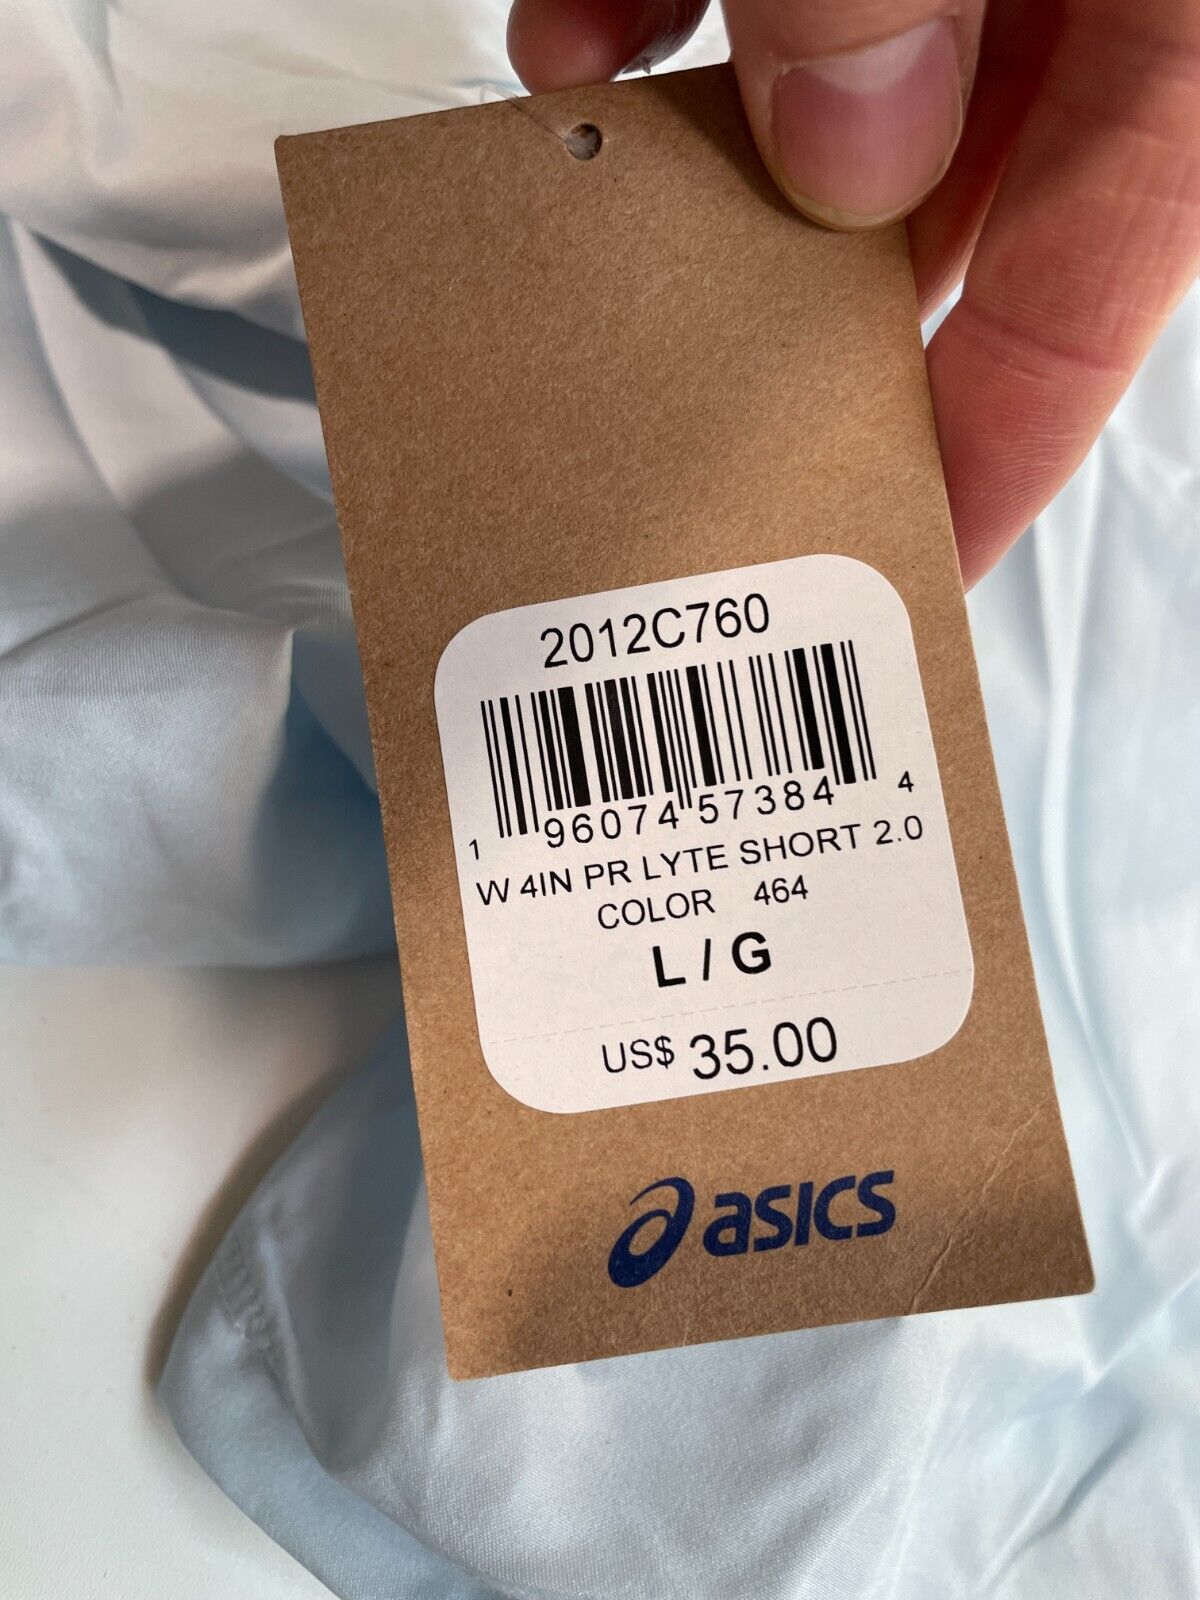 2012C760
1 96074 57384 4
W 4IN PR LYTE SHORT 2.0
COLOR 464
L / G
US$ 35.00
asics